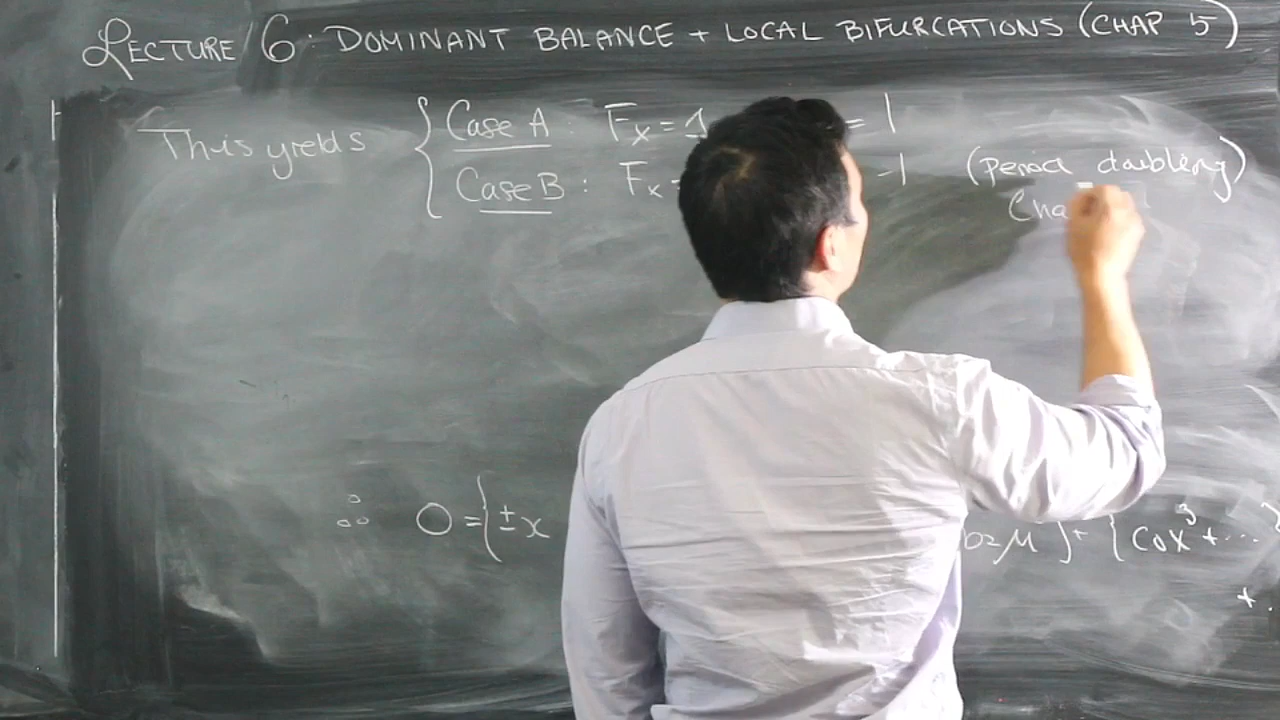 LECTURE 6: DOMINANT BALANCE + LOCAL BIFURCATIONS (CHAP 5)
This yields { Case A : Fx = 1 = 1
Case B : Fx - -1 (period doubling)
Cha
∴ 0 = { ± x b2μ } + { c0x³ + ...
+ .